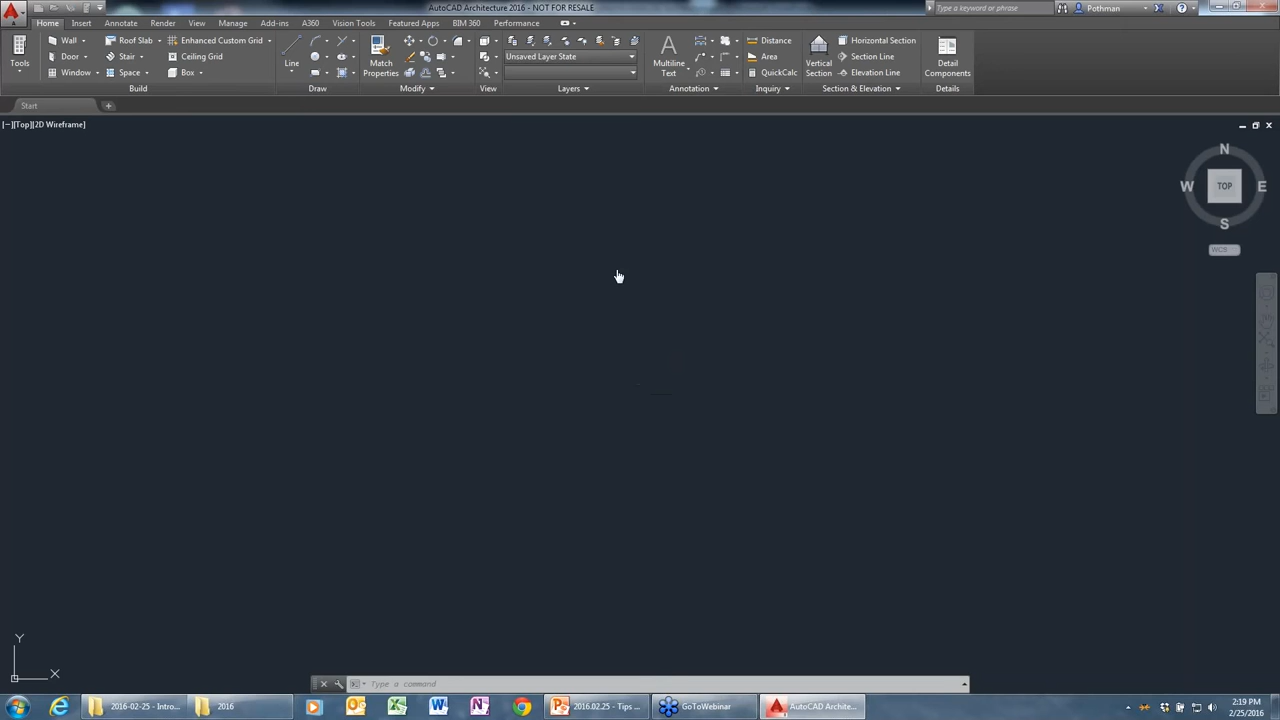 AutoCAD Architecture 2016 - NOT FOR RESALE
Type a keyword or phrase
Pothman
Home Insert Annotate Render View Manage Add-ins A360 Vision Tools Featured Apps BIM 360 Performance
Wall Roof Slab Enhanced Custom Grid Unsaved Layer State Distance Horizontal Section
Door Stair Ceiling Grid Area Section Line
Window Space Box QuickCalc Elevation Line
Tools
Line
Match Properties
Multiline Text
Vertical Section
Detail Components
Build Draw Modify View Layers Annotation Inquiry Section & Elevation Details
Start
[−][Top][2D Wireframe]
N
W TOP E
S
WCS
Y
X
Type a command
2016-02-25 - Intro... 2016 2016.02.25 - Tips ... GoToWebinar AutoCAD Archite...
2:19 PM
2/25/2016